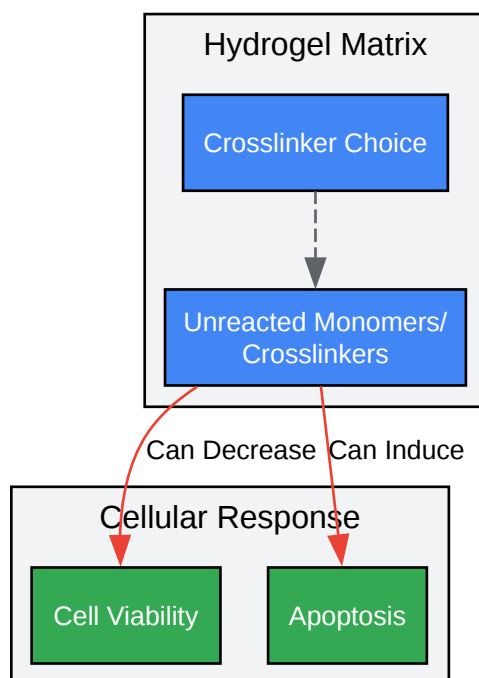 Hydrogel Matrix
Crosslinker Choice
Unreacted Monomers/
Crosslinkers
Can Decrease
Can Induce
Cellular Response
Cell Viability
Apoptosis